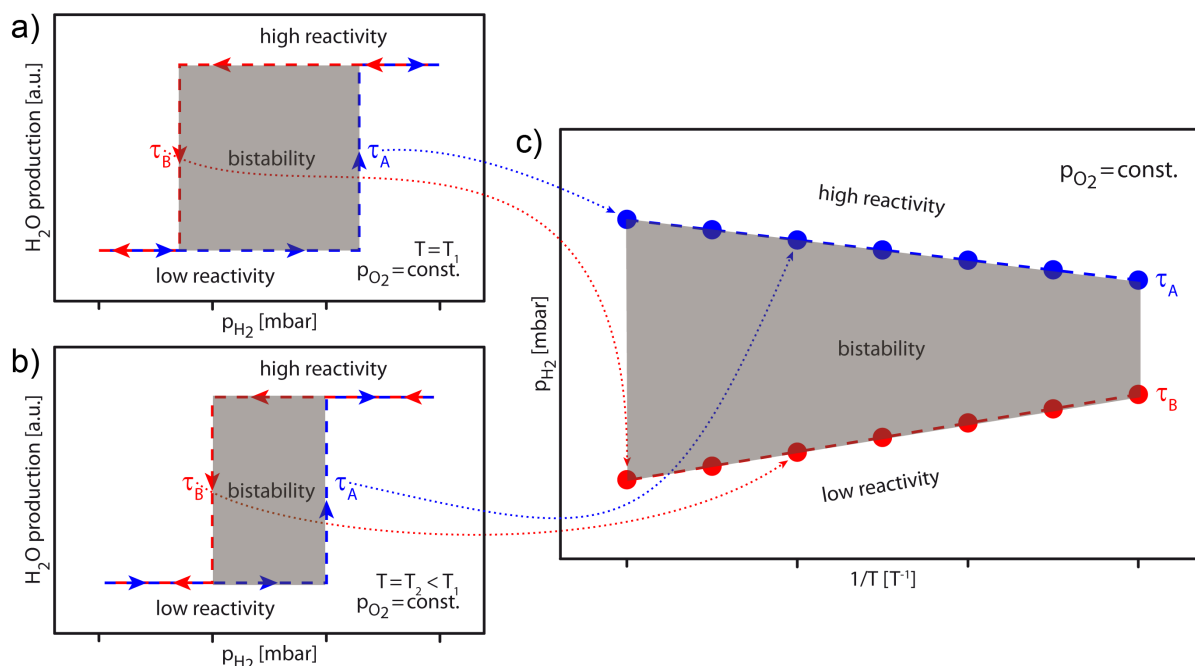 a)
high reactivity
H₂O production [a.u.]
τB
bistability
τA
T = T₁
pO₂ = const.
low reactivity
pH₂ [mbar]
b)
high reactivity
H₂O production [a.u.]
τB
bistability
τA
T = T₂ < T₁
pO₂ = const.
low reactivity
pH₂ [mbar]
c)
pO₂ = const.
high reactivity
τA
pH₂ [mbar]
bistability
τB
low reactivity
1/T [T⁻¹]